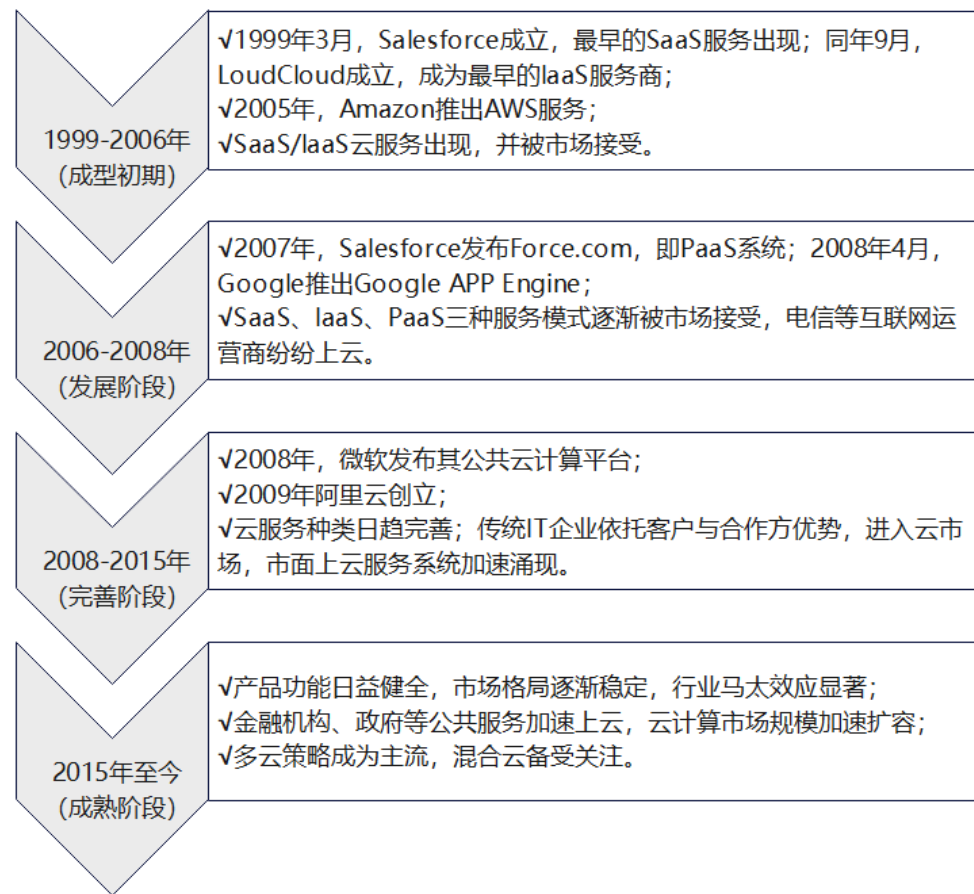 √1999年3月，Salesforce成立，最早的SaaS服务出现；同年9月，
LoudCloud成立，成为最早的IaaS服务商；
√2005年，Amazon推出AWS服务；
√SaaS/IaaS云服务出现，并被市场接受。
1999-2006年
（成型初期）
√2007年，Salesforce发布Force.com，即PaaS系统；2008年4月，
Google推出Google APP Engine；
√SaaS、IaaS、PaaS三种服务模式逐渐被市场接受，电信等互联网运
营商纷纷上云。
2006-2008年
（发展阶段）
√2008年，微软发布其公共云计算平台；
√2009年阿里云创立；
√云服务种类日趋完善；传统IT企业依托客户与合作方优势，进入云市
场，市面上云服务系统加速涌现。
2008-2015年
（完善阶段）
√产品功能日益健全，市场格局逐渐稳定，行业马太效应显著；
√金融机构、政府等公共服务加速上云，云计算市场规模加速扩容；
√多云策略成为主流，混合云备受关注。
2015年至今
（成熟阶段）